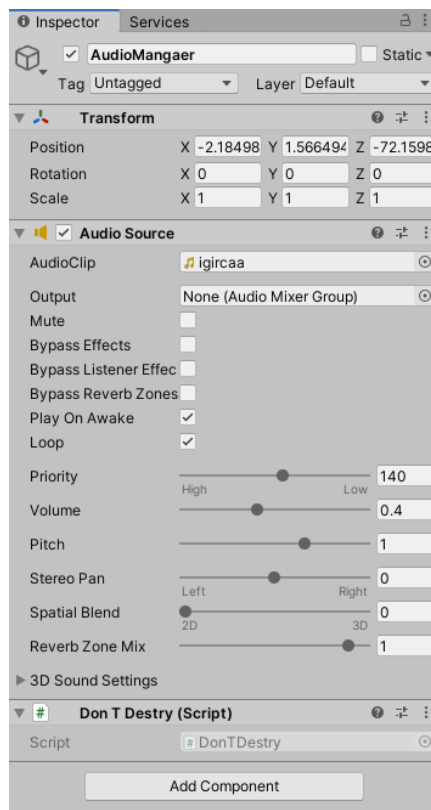 Inspector Services
AudioMangaer Static
Tag Untagged Layer Default
Transform
Position X -2.18498 Y 1.566494 Z -72.1598
Rotation X 0 Y 0 Z 0
Scale X 1 Y 1 Z 1
Audio Source
AudioClip igircaa
Output None (Audio Mixer Group)
Mute
Bypass Effects
Bypass Listener Effec
Bypass Reverb Zones
Play On Awake
Loop
Priority 140
High Low
Volume 0.4
Pitch 1
Stereo Pan 0
Left Right
Spatial Blend 0
2D 3D
Reverb Zone Mix 1
3D Sound Settings
# Don T Destry (Script)
Script # DonTDestry
Add Component